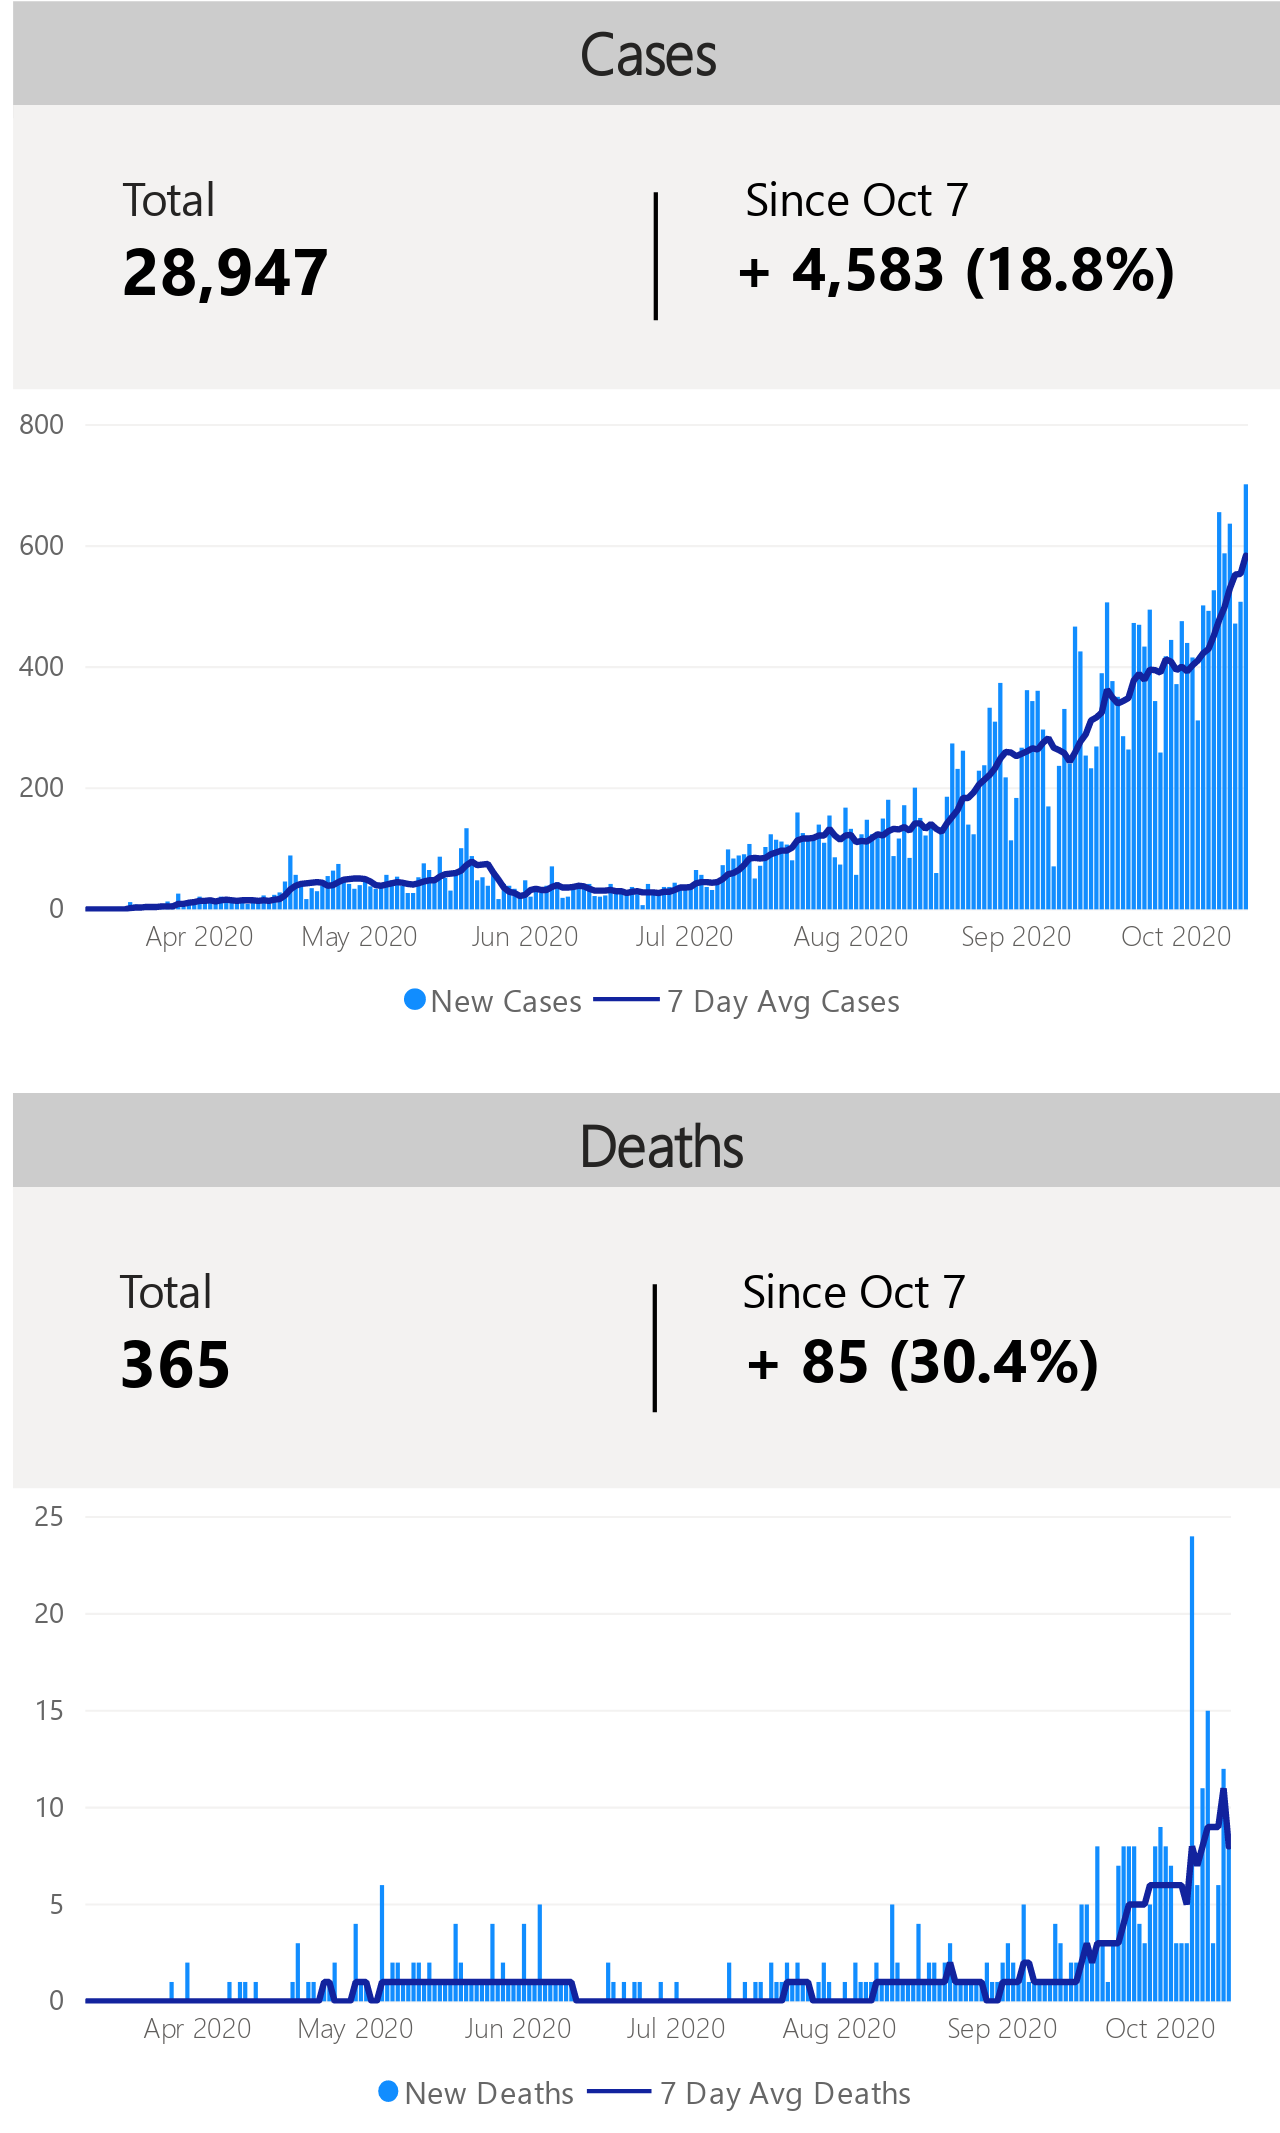 Cases
Total
Since Oct 7
28,947
+ 4,583 (18.8%)
800
600
400
200
0
Apr 2020 May 2020 Jun 2020 Jul 2020 Aug 2020 Sep 2020 Oct 2020
New Cases 7 Day Avg Cases
Deaths
Total
Since Oct 7
365
+ 85 (30.4%)
25
20
15
10
5
0
Apr 2020 May 2020 Jun 2020 Jul 2020 Aug 2020 Sep 2020 Oct 2020
New Deaths 7 Day Avg Deaths